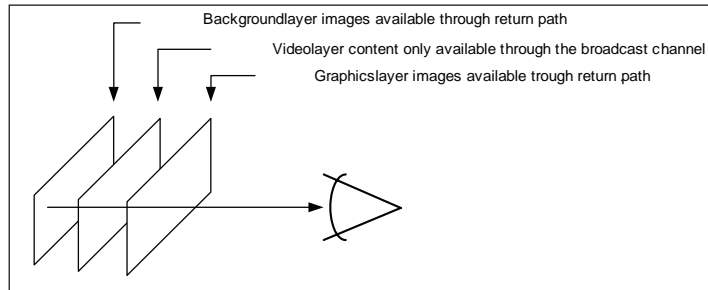 Backgroundlayer images available through return path
Videolayer content only available through the broadcast channel
Graphicslayer images available trough return path